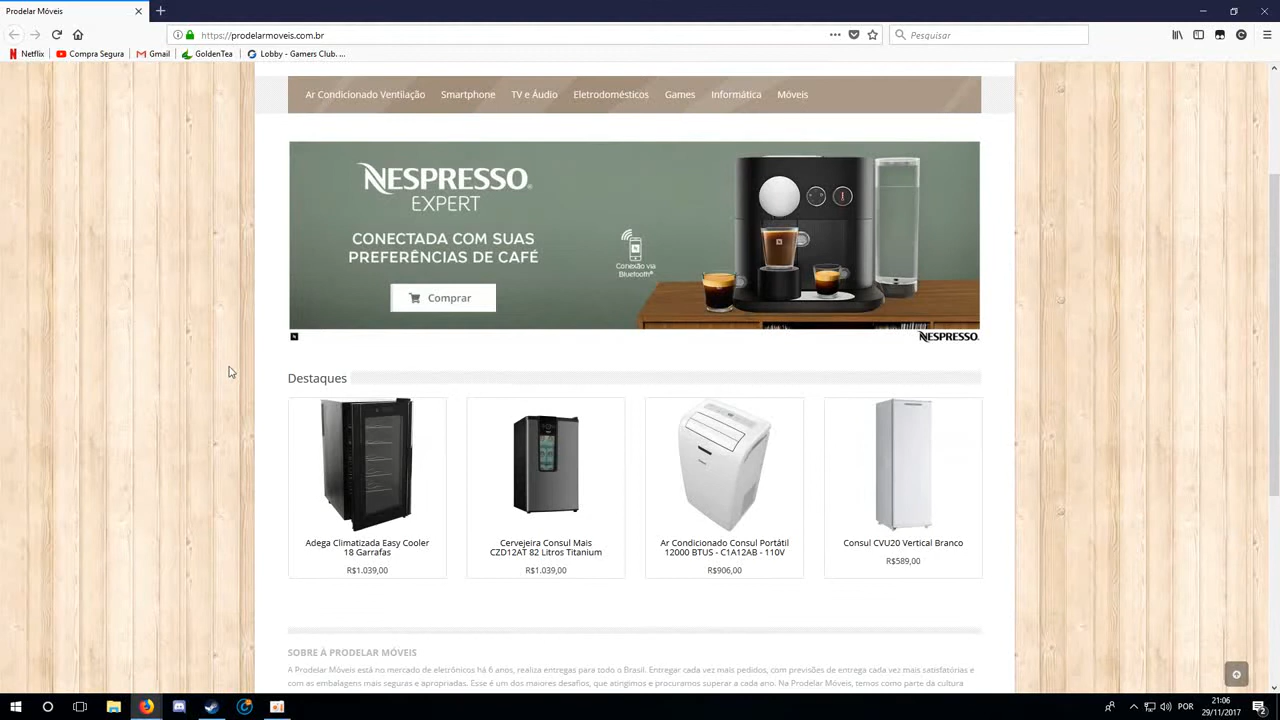 Prodelar Móveis
https://prodelarmoveis.com.br
Pesquisar
Netflix Compra Segura Gmail GoldenTea Lobby - Gamers Club. ...
Ar Condicionado Ventilação Smartphone TV e Áudio Eletrodomésticos Games Informática Móveis
NESPRESSO
EXPERT
CONECTADA COM SUAS
PREFERÊNCIAS DE CAFÉ
Conexão via
Bluetooth®
Comprar
NESPRESSO.
Destaques
Adega Climatizada Easy Cooler
18 Garrafas
R$1.039,00
Cervejeira Consul Mais
CZD12AT 82 Litros Titanium
R$1.039,00
Ar Condicionado Consul Portátil
12000 BTUS - C1A12AB - 110V
R$906,00
Consul CVU20 Vertical Branco
R$589,00
SOBRE À PRODELAR MÓVEIS
A Prodelar Móveis está no mercado de eletrônicos há 6 anos, realiza entregas para todo o Brasil. Entregar cada vez mais pedidos, com previsões de entrega cada vez mais satisfatórias e
com as embalagens mais seguras e apropriadas. Esse é um dos maiores desafios, que atingimos e procuramos superar a cada ano. Na Prodelar Móveis, temos como parte da cultura
POR
21:06
29/11/2017
2